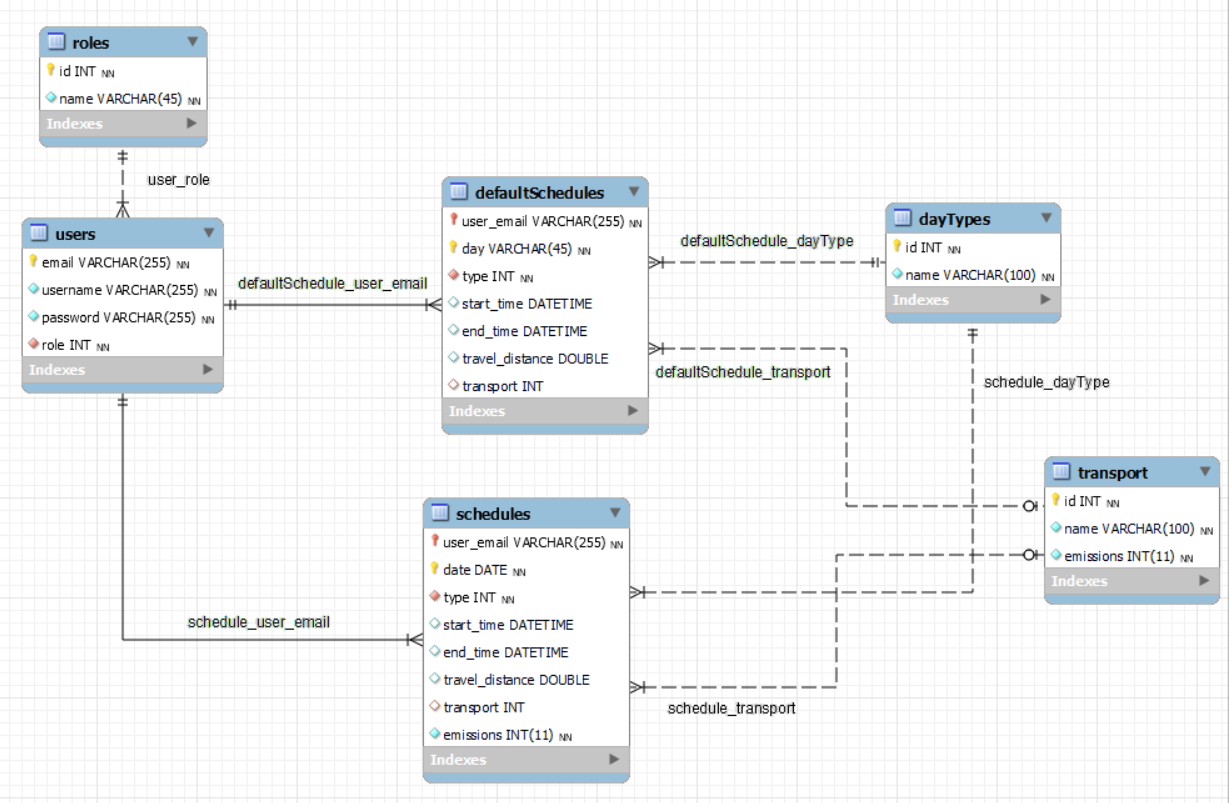 roles
id INT NN
name VARCHAR(45) NN
Indexes
user_role
users
email VARCHAR(255) NN
username VARCHAR(255) NN
password VARCHAR(255) NN
role INT NN
Indexes
defaultSchedule_user_email
defaultSchedules
user_email VARCHAR(255) NN
day VARCHAR(45) NN
type INT NN
start_time DATETIME
end_time DATETIME
travel_distance DOUBLE
transport INT
Indexes
defaultSchedule_dayType
dayTypes
id INT NN
name VARCHAR(100) NN
Indexes
defaultSchedule_transport
schedule_dayType
transport
id INT NN
name VARCHAR(100) NN
emissions INT(11) NN
Indexes
schedule_user_email
schedules
user_email VARCHAR(255) NN
date DATE NN
type INT NN
start_time DATETIME
end_time DATETIME
travel_distance DOUBLE
transport INT
emissions INT(11) NN
Indexes
schedule_transport